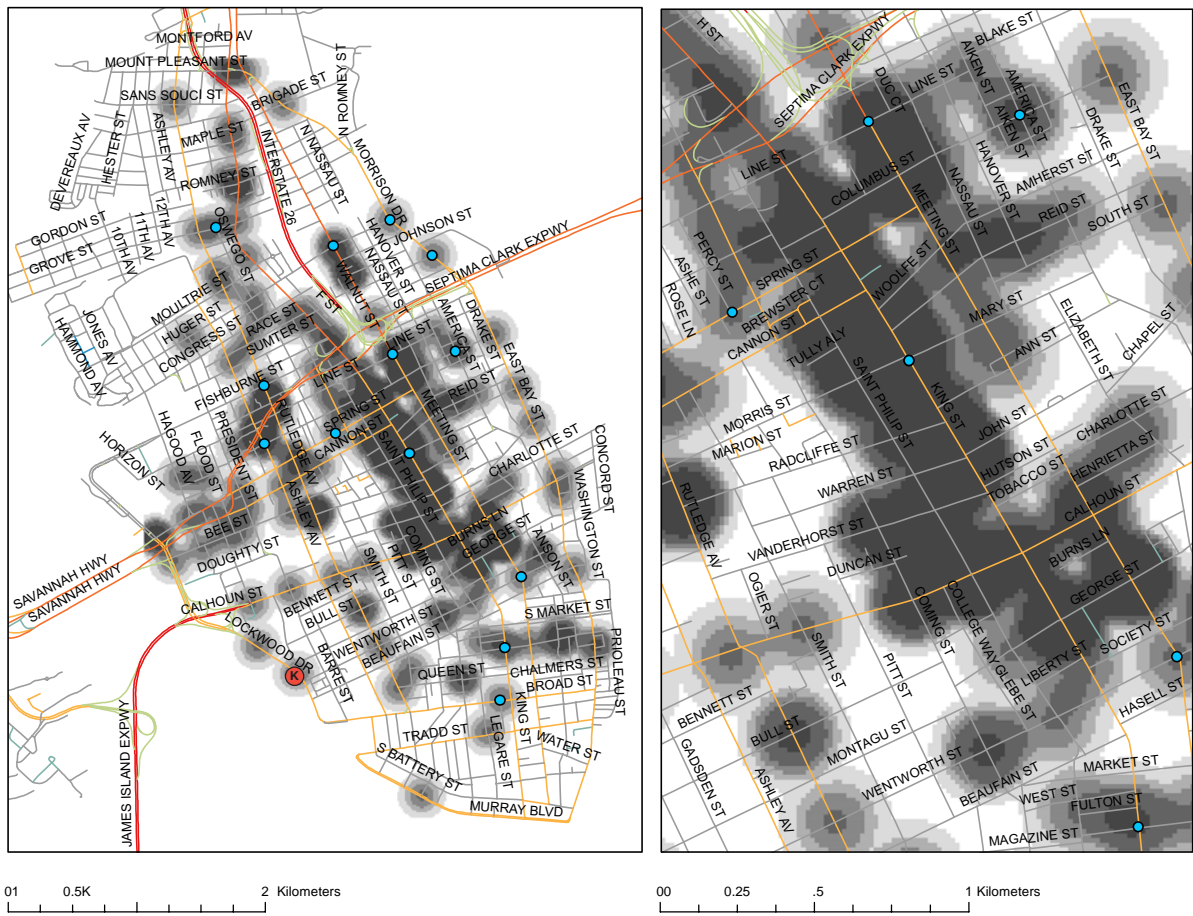 MONTFORD AV
MOUNT PLEASANT ST
SANS SOUCI ST
BRIGADE ST
N ROMNEY ST
DEVEREAUX AV
HESTER ST
ASHLEY AV
MAPLE ST
INTERSTATE 26
N NASSAU ST
MORRISON DR
ROMNEY ST
GORDON ST
GROVE ST
10TH AV
11TH AV
12TH AV
OSWEGO ST
HANOVER ST
NASSAU ST
JOHNSON ST
SEPTIMA CLARK EXPWY
WALNUT ST
F ST
MOULTRIE ST
HUGER ST
CONGRESS ST
RACE ST
SUMTER ST
JONES AV
HAMMOND AV
LINE ST
AMERICA ST
DRAKE ST
EAST BAY ST
LINE ST
FISHBURNE ST
REID ST
SPRING ST
CANNON ST
MEETING ST
RUTLEDGE AV
PRESIDENT ST
HAGOOD AV
FLOOD ST
HORIZON ST
SAINT PHILIP ST
CHARLOTTE ST
CONCORD ST
WASHINGTON ST
ASHLEY AV
BEE ST
DOUGHTY ST
BURNS LN
GEORGE ST
ANSON ST
COMING ST
PITT ST
SMITH ST
SAVANNAH HWY
SAVANNAH HWY
CALHOUN ST
BENNETT ST
BULL ST
S MARKET ST
LOCKWOOD DR
WENTWORTH ST
BEAUFAIN ST
BARRE ST
K
QUEEN ST
CHALMERS ST
BROAD ST
PRIOLEAU ST
KING ST
LEGARE ST
TRADD ST
WATER ST
S BATTERY ST
MURRAY BLVD
JAMES ISLAND EXPWY
01 0.5K 2 Kilometers
H ST
SEPTIMA CLARK EXPWY
BLAKE ST
DUC CT
LINE ST
AIKEN ST
AMERICA ST
AIKEN ST
EAST BAY ST
DRAKE ST
LINE ST
COLUMBUS ST
HANOVER ST
AMHERST ST
NASSAU ST
MEETING ST
REID ST
SOUTH ST
PERCY ST
ASHE ST
ROSE LN
SPRING ST
BREWSTER CT
CANNON ST
WOOLFE ST
TULLY ALY
MARY ST
ANN ST
ELIZABETH ST
CHAPEL ST
SAINT PHILIP ST
KING ST
MORRIS ST
MARION ST
RADCLIFFE ST
JOHN ST
CHARLOTTE ST
HUTSON ST
TOBACCO ST
HENRIETTA ST
WARREN ST
CALHOUN ST
RUTLEDGE AV
VANDERHORST ST
DUNCAN ST
BURNS LN
GEORGE ST
OGIER ST
SMITH ST
COMING ST
COLLEGE WAY
GLEBE ST
LIBERTY ST
SOCIETY ST
PITT ST
BENNETT ST
BULL ST
HASELL ST
GADSDEN ST
ASHLEY AV
MONTAGU ST
WENTWORTH ST
BEAUFAIN ST
MARKET ST
WEST ST
FULTON ST
MAGAZINE ST
00 0.25 .5 1 Kilometers